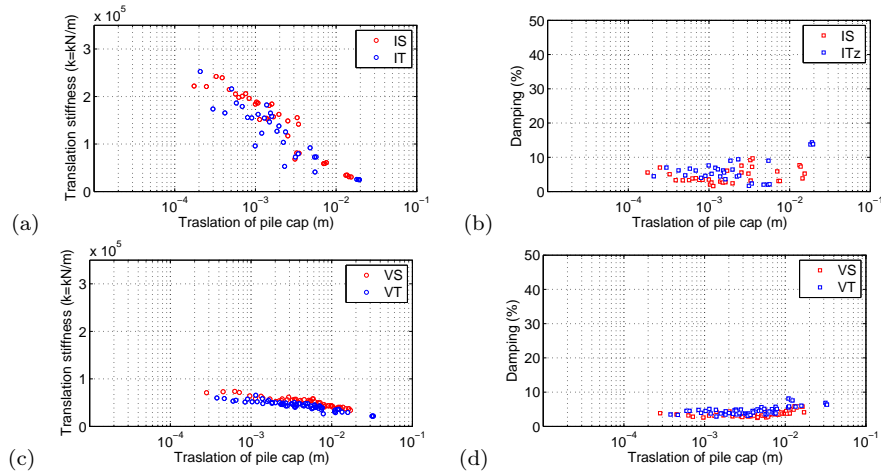 x 10^5
Translation stiffness (k=kN/m)
3
2
1
0
10^−4
10^−3
10^−2
10^−1
Traslation of pile cap (m)
IS
IT
(a)
Damping (%)
50
40
30
20
10
0
10^−4
10^−3
10^−2
10^−1
Traslation of pile cap (m)
IS
ITz
(b)
x 10^5
Translation stiffness (k=kN/m)
3
2
1
0
10^−4
10^−3
10^−2
10^−1
Traslation of pile cap (m)
VS
VT
(c)
Damping (%)
50
40
30
20
10
0
10^−4
10^−3
10^−2
10^−1
Traslation of pile cap (m)
VS
VT
(d)